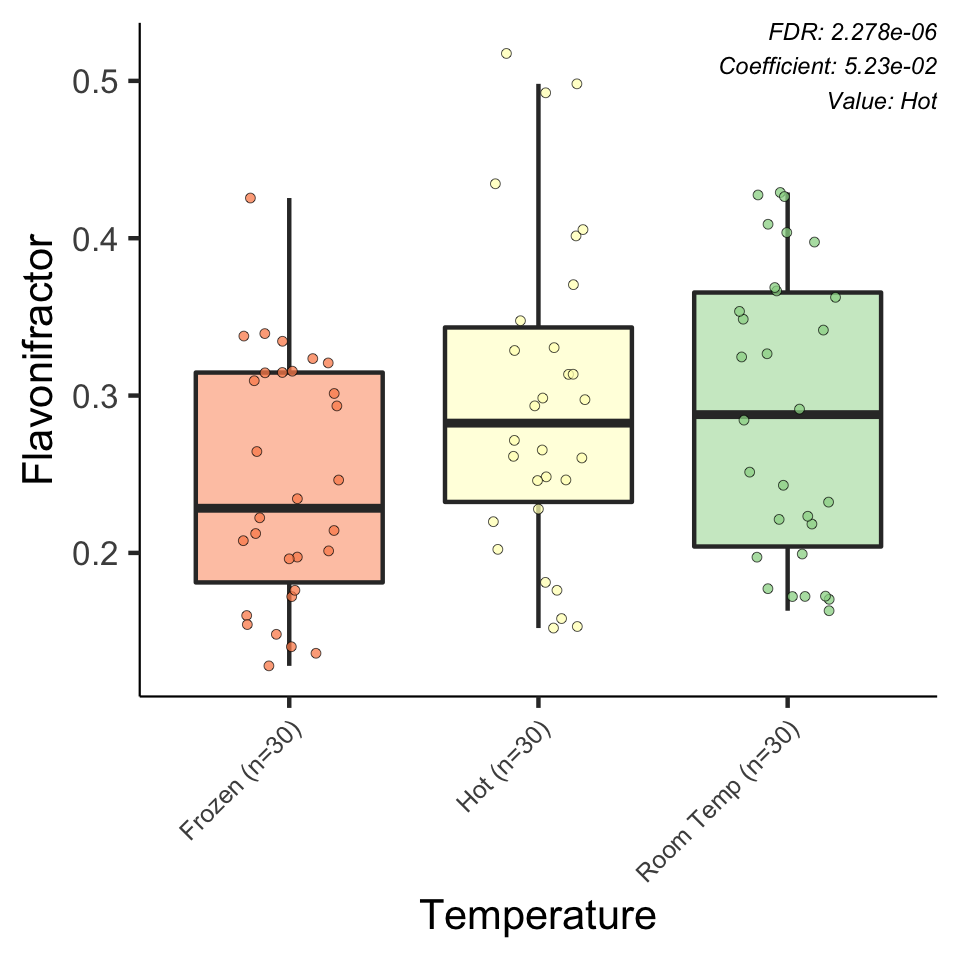 FDR: 2.278e-06
Coefficient: 5.23e-02
Value: Hot
0.5
0.4
0.3
0.2
Flavonifractor
Frozen (n=30)
Hot (n=30)
Room Temp (n=30)
Temperature